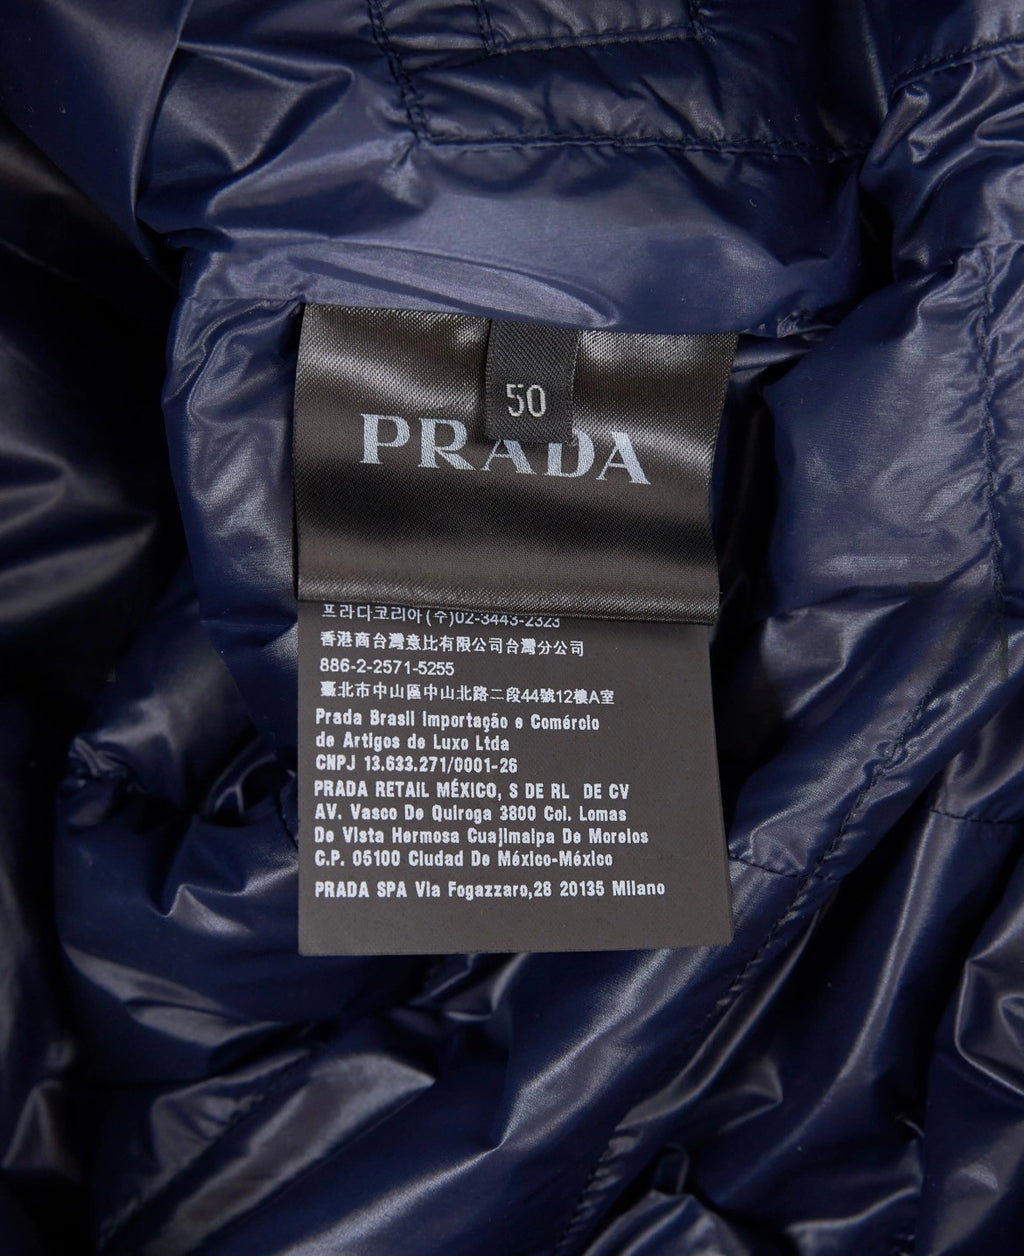 50
PRADA
프라다코리아(주)02-3443-2323
香港商台灣意比有限公司台灣分公司
886-2-2571-5255
臺北市中山區中山北路二段44號12樓A室
Prada Brasil Importação e Comércio
de Artigos de Luxo Ltda
CNPJ 13.633.271/0001-26
PRADA RETAIL MÉXICO, S DE RL DE CV
AV. Vasco De Quiroga 3800 Col. Lomas
De Vista Hermosa Cuajimalpa De Morelos
C.P. 05100 Ciudad De México-México
PRADA SPA Via Fogazzaro,28 20135 Milano